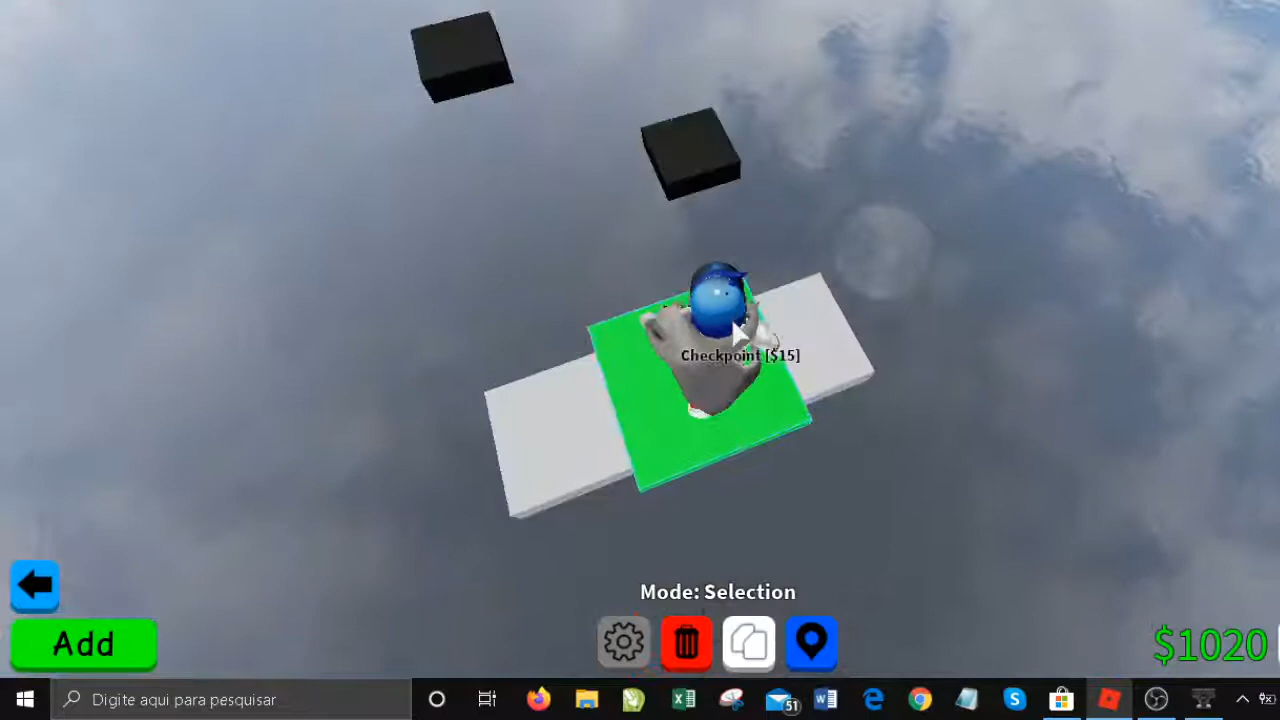 Checkpoint [$15]
Mode: Selection
Add
$1020
Digite aqui para pesquisar
51